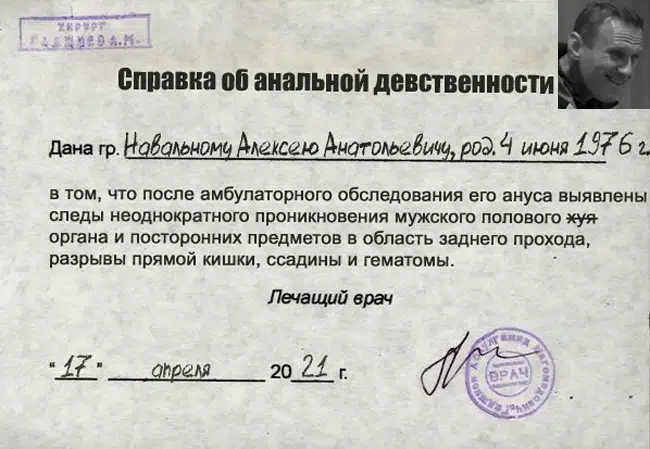 ХИРУРГ
ГАДЖИЕВ А.М.
Справка об анальной девственности
Дана гр. Навальному Алексею Анатольевичу, род. 4 июня 1976 г.
в том, что после амбулаторного обследования его ануса выявлены
следы неоднократного проникновения мужского полового хуя
органа и посторонних предметов в область заднего прохода,
разрывы прямой кишки, ссадины и гематомы.
Лечащий врач
"17" апреля 2021 г.
ВРАЧ